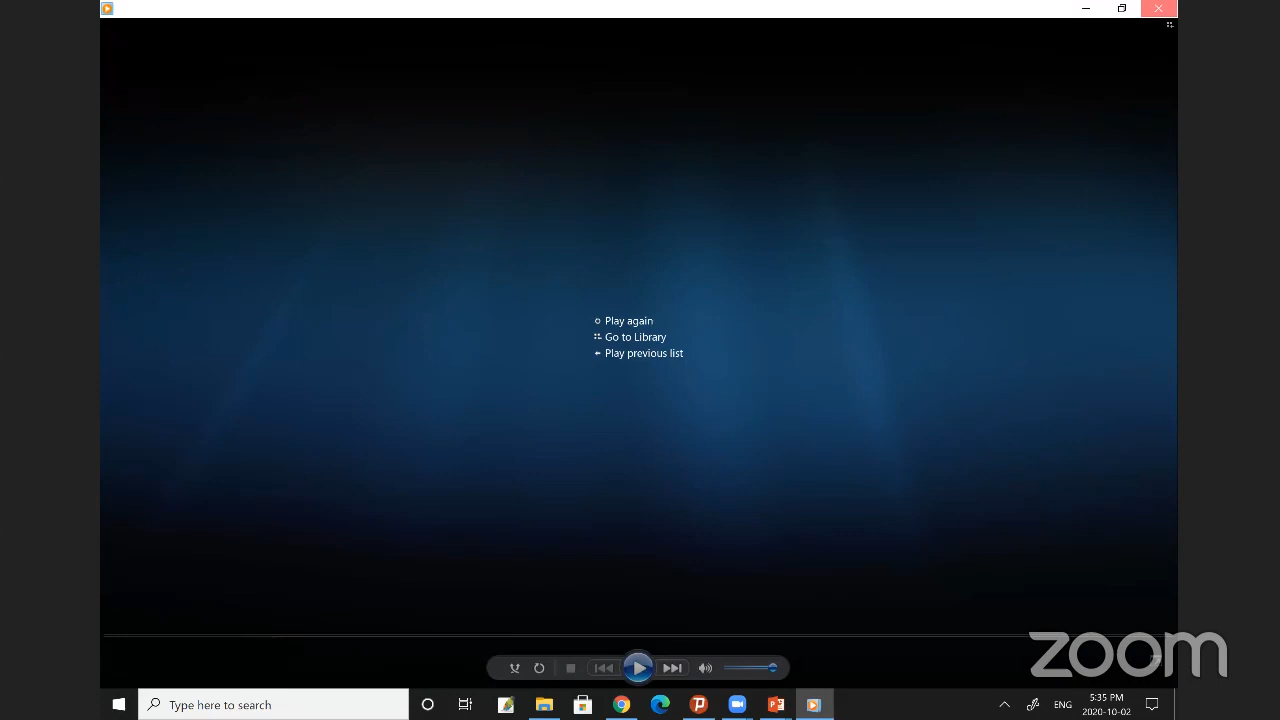 Play again
Go to Library
Play previous list
zoom
Type here to search
ENG
5:35 PM
2020-10-02